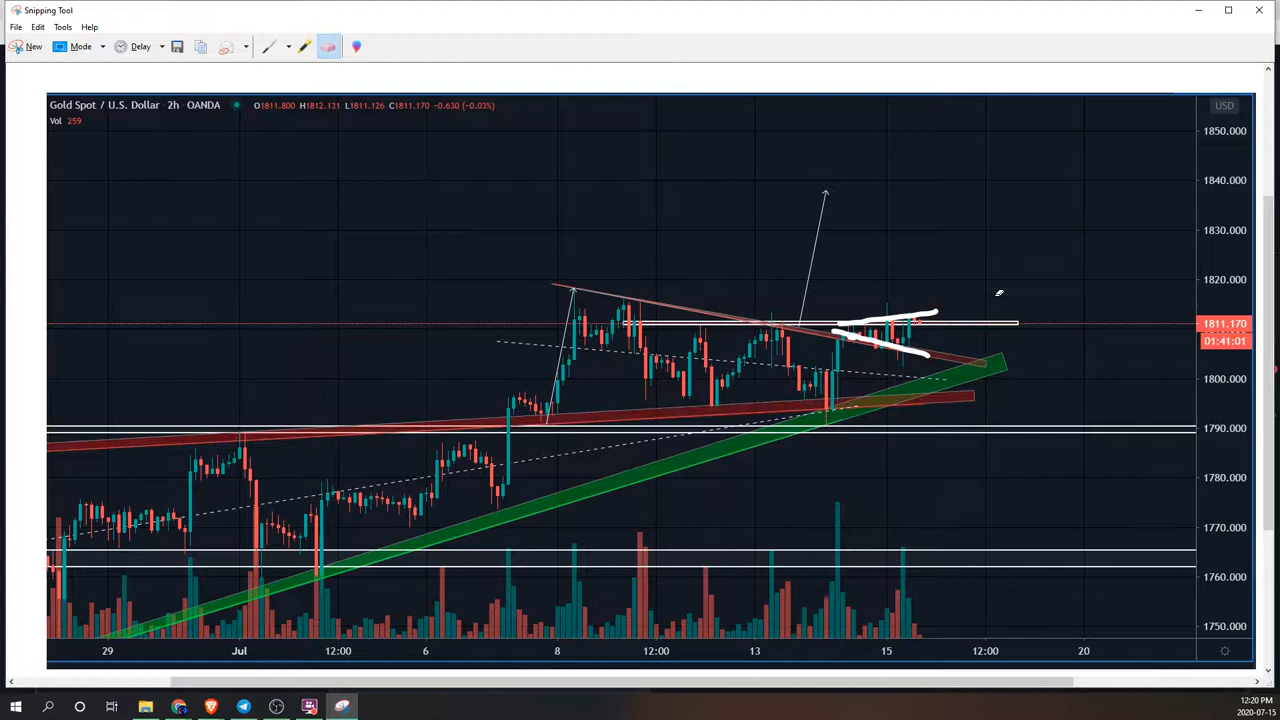 Snipping Tool
File Edit Tools Help
New Mode Delay
Gold Spot / U.S. Dollar · 2h · OANDA O1811.800 H1812.131 L1811.126 C1811.170 -0.630 (-0.03%) USD
Vol 259
1850.000
1840.000
1830.000
1820.000
1811.170
01:41:01
1800.000
1790.000
1780.000
1770.000
1760.000
1750.000
29 Jul 12:00 6 8 12:00 13 15 12:00 20
12:20 PM
2020-07-15